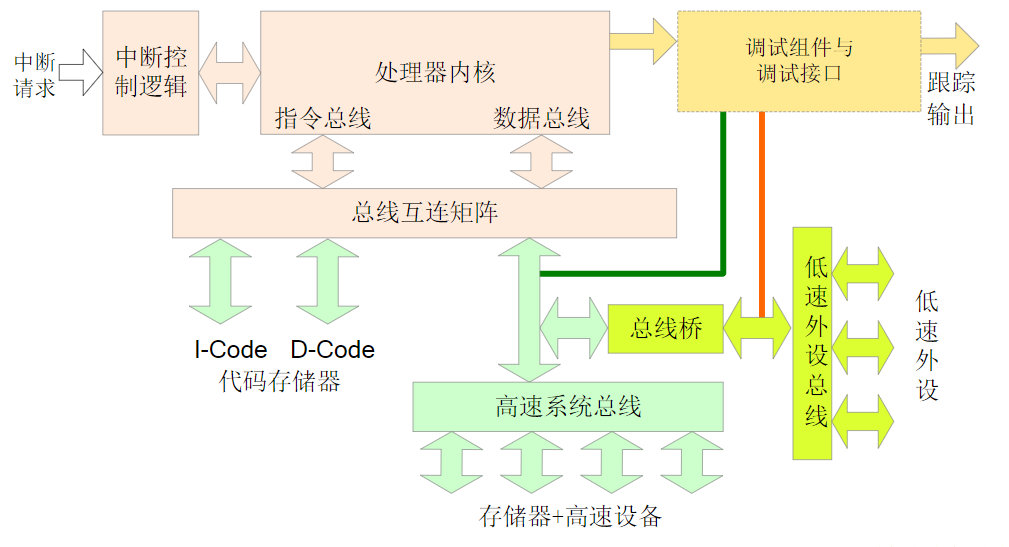 中断
请求
中断控
制逻辑
处理器内核
指令总线
数据总线
调试组件与
调试接口
跟踪
输出
总线互连矩阵
I-Code
D-Code
代码存储器
总线桥
低速外设总线
低速外设
高速系统总线
存储器+高速设备